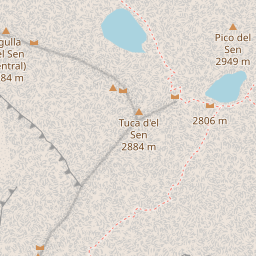 Pico del
Sen
2949 m
gulla
el Sen
entral)
84 m
2806 m
Tuca d'el
Sen
2884 m